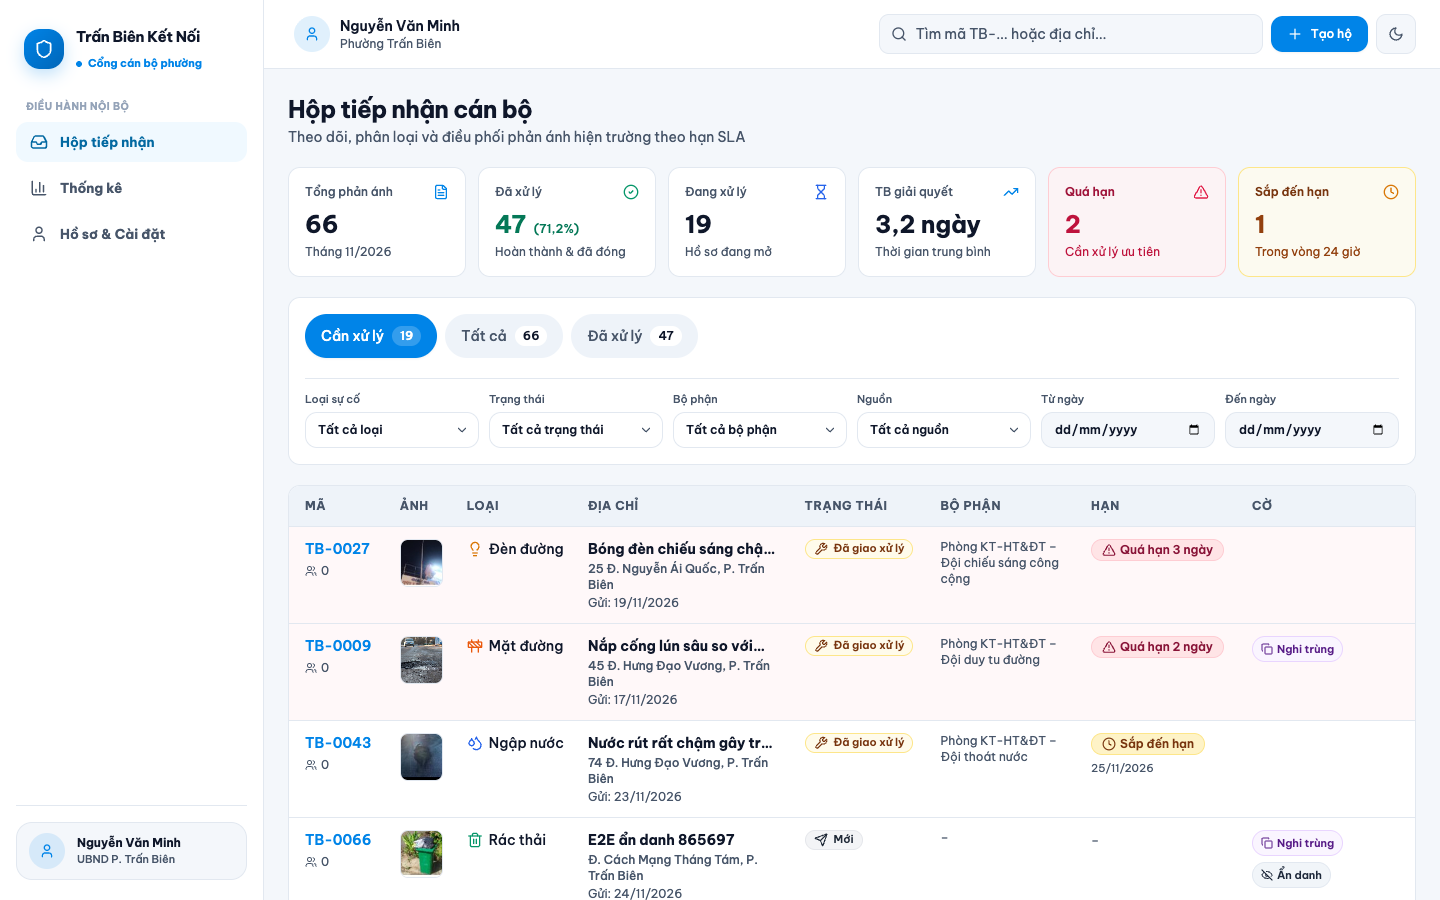 Trấn Biên Kết Nối
Cổng cán bộ phường
ĐIỀU HÀNH NỘI BỘ
Hộp tiếp nhận
Thống kê
Hồ sơ & Cài đặt
Nguyễn Văn Minh
UBND P. Trấn Biên
Nguyễn Văn Minh
Phường Trấn Biên
Tìm mã TB-... hoặc địa chỉ...
Tạo hộ
Hộp tiếp nhận cán bộ
Theo dõi, phân loại và điều phối phản ánh hiện trường theo hạn SLA
Tổng phản ánh
66
Tháng 11/2026
Đã xử lý
47 (71,2%)
Hoàn thành & đã đóng
Đang xử lý
19
Hồ sơ đang mở
TB giải quyết
3,2 ngày
Thời gian trung bình
Quá hạn
2
Cần xử lý ưu tiên
Sắp đến hạn
1
Trong vòng 24 giờ
Cần xử lý 19
Tất cả 66
Đã xử lý 47
Loại sự cố
Tất cả loại
Trạng thái
Tất cả trạng thái
Bộ phận
Tất cả bộ phận
Nguồn
Tất cả nguồn
Từ ngày
dd/mm/yyyy
Đến ngày
dd/mm/yyyy
MÃ ẢNH LOẠI ĐỊA CHỈ TRẠNG THÁI BỘ PHẬN HẠN CỜ
TB-0027
0
Đèn đường
Bóng đèn chiếu sáng chậ...
25 Đ. Nguyễn Ái Quốc, P. Trấn
Biên
Gửi: 19/11/2026
Đã giao xử lý
Phòng KT-HT&ĐT –
Đội chiếu sáng công
cộng
Quá hạn 3 ngày
TB-0009
0
Mặt đường
Nắp cống lún sâu so với...
45 Đ. Hưng Đạo Vương, P. Trấn
Biên
Gửi: 17/11/2026
Đã giao xử lý
Phòng KT-HT&ĐT –
Đội duy tu đường
Quá hạn 2 ngày
Nghi trùng
TB-0043
0
Ngập nước
Nước rút rất chậm gây tr...
74 Đ. Hưng Đạo Vương, P. Trấn
Biên
Gửi: 23/11/2026
Đã giao xử lý
Phòng KT-HT&ĐT –
Đội thoát nước
Sắp đến hạn
25/11/2026
TB-0066
0
Rác thải
E2E ẩn danh 865697
Đ. Cách Mạng Tháng Tám, P.
Trấn Biên
Gửi: 24/11/2026
Mới
–
–
Nghi trùng
Ẩn danh